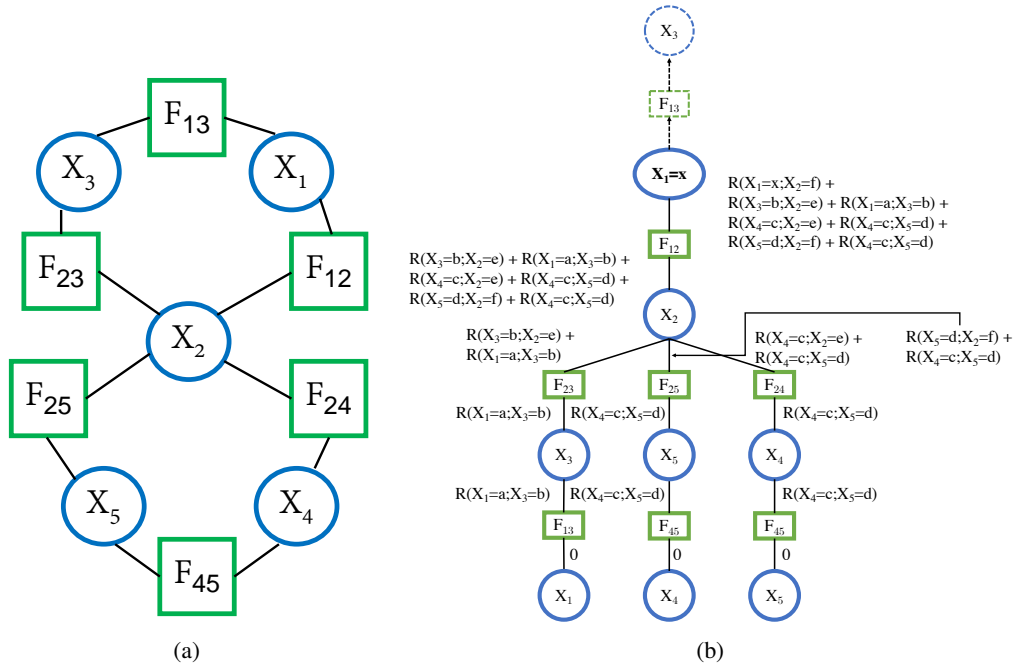 F13
X3
X1
F23
F12
X2
F25
F24
X5
X4
F45
(a)
X3
F13
X1=x
R(X1=x;X2=f) +
R(X3=b;X2=e) + R(X1=a;X3=b) +
R(X4=c;X2=e) + R(X4=c;X5=d) +
R(X5=d;X2=f) + R(X4=c;X5=d)
F12
R(X3=b;X2=e) + R(X1=a;X3=b) +
R(X4=c;X2=e) + R(X4=c;X5=d) +
R(X5=d;X2=f) + R(X4=c;X5=d)
X2
R(X3=b;X2=e) +
R(X1=a;X3=b)
R(X4=c;X2=e) +
R(X4=c;X5=d)
R(X5=d;X2=f) +
R(X4=c;X5=d)
F23
F25
F24
R(X1=a;X3=b)
R(X4=c;X5=d)
R(X4=c;X5=d)
X3
X5
X4
R(X1=a;X3=b)
R(X4=c;X5=d)
R(X4=c;X5=d)
F13
F45
F45
0
0
0
X1
X4
X5
(b)